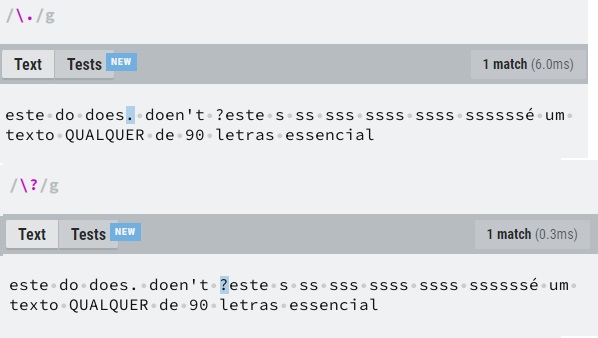 /\./g
Text Tests NEW 1 match (6.0ms)
este do does. doen't ?este s ss sss ssss ssss ssssssé um
texto QUALQUER de 90 letras essencial
/\?/g
Text Tests NEW 1 match (0.3ms)
este do does. doen't ?este s ss sss ssss ssss ssssssé um
texto QUALQUER de 90 letras essencial